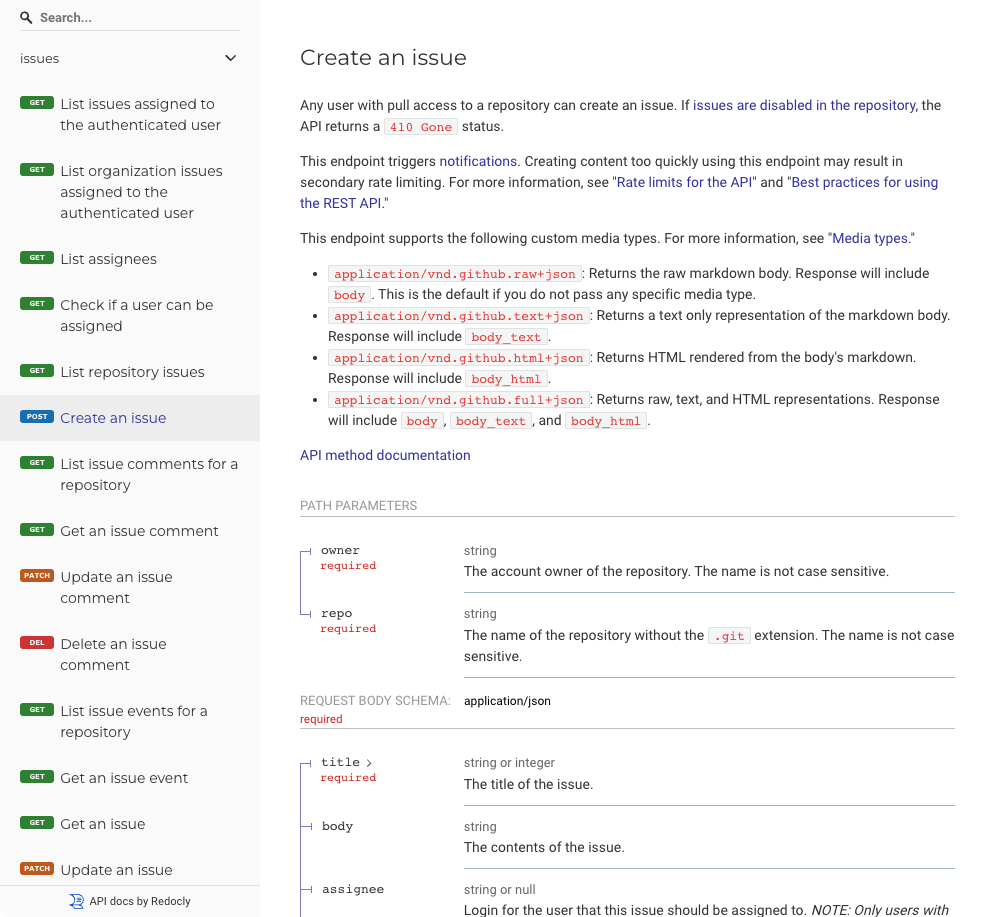 Search...
issues
GET List issues assigned to
the authenticated user
GET List organization issues
assigned to the
authenticated user
GET List assignees
GET Check if a user can be
assigned
GET List repository issues
POST Create an issue
GET List issue comments for a
repository
GET Get an issue comment
PATCH Update an issue
comment
DEL Delete an issue
comment
GET List issue events for a
repository
GET Get an issue event
GET Get an issue
PATCH Update an issue
API docs by Redocly
Create an issue
Any user with pull access to a repository can create an issue. If issues are disabled in the repository, the
API returns a 410 Gone status.
This endpoint triggers notifications. Creating content too quickly using this endpoint may result in
secondary rate limiting. For more information, see "Rate limits for the API" and "Best practices for using
the REST API."
This endpoint supports the following custom media types. For more information, see "Media types."
• application/vnd.github.raw+json: Returns the raw markdown body. Response will include
body. This is the default if you do not pass any specific media type.
• application/vnd.github.text+json: Returns a text only representation of the markdown body.
Response will include body_text.
• application/vnd.github.html+json: Returns HTML rendered from the body's markdown.
Response will include body_html.
• application/vnd.github.full+json: Returns raw, text, and HTML representations. Response
will include body, body_text, and body_html.
API method documentation
PATH PARAMETERS
owner string
required The account owner of the repository. The name is not case sensitive.
repo string
required The name of the repository without the .git extension. The name is not case
sensitive.
REQUEST BODY SCHEMA: application/json
required
title string or integer
required The title of the issue.
body string
The contents of the issue.
assignee string or null
Login for the user that this issue should be assigned to. NOTE: Only users with